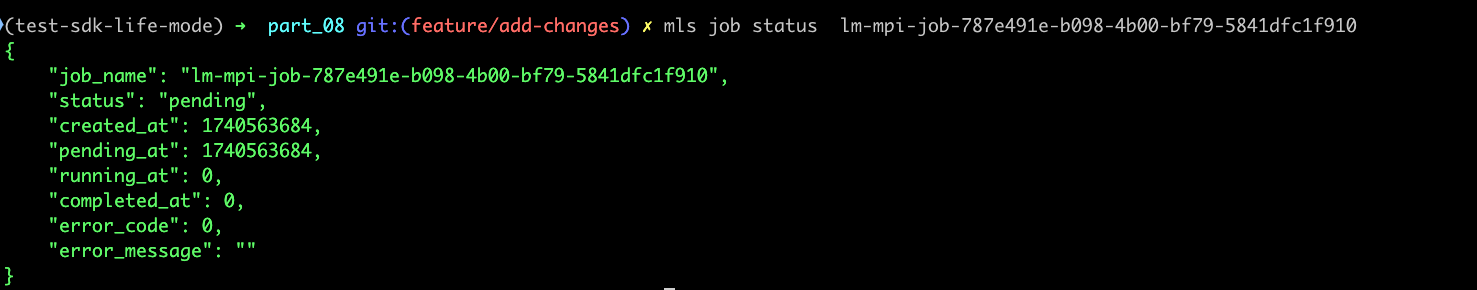 (test-sdk-life-mode) → part_08 git:(feature/add-changes) ✗ mls job status  lm-mpi-job-787e491e-b098-4b00-bf79-5841dfc1f910
{
    "job_name": "lm-mpi-job-787e491e-b098-4b00-bf79-5841dfc1f910",
    "status": "pending",
    "created_at": 1740563684,
    "pending_at": 1740563684,
    "running_at": 0,
    "completed_at": 0,
    "error_code": 0,
    "error_message": ""
}